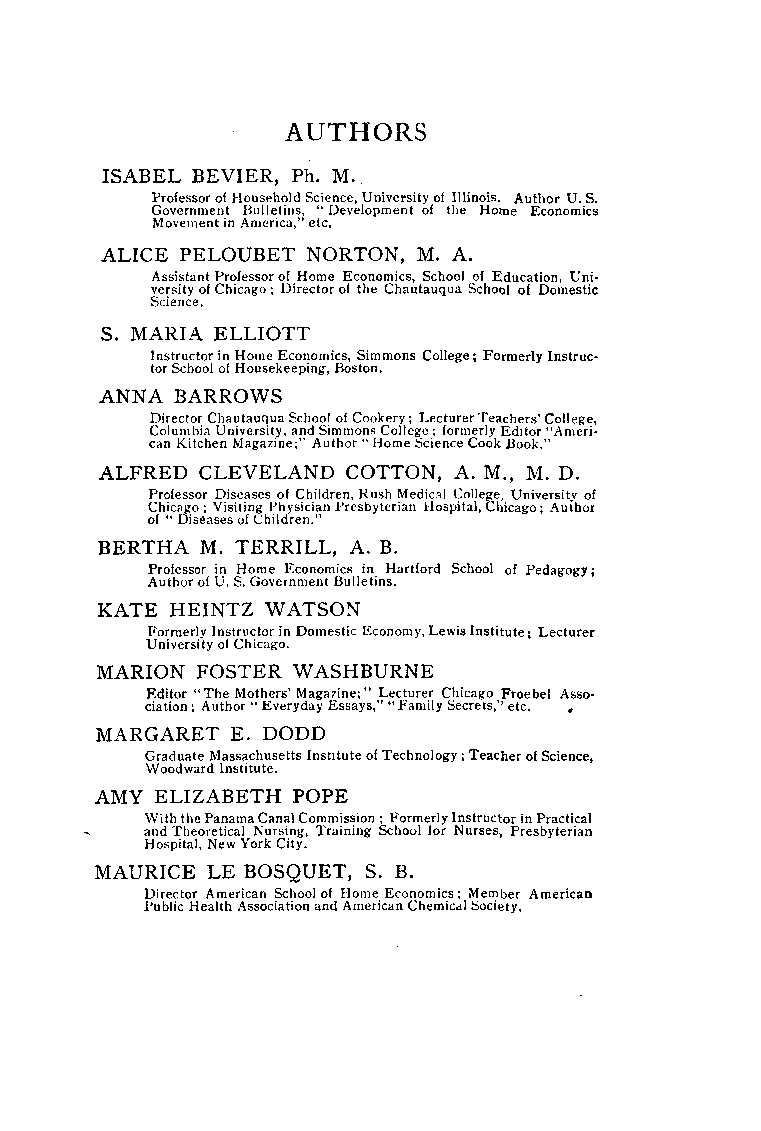 AUTHORS
ISABEL BEVIER, Ph. M.
Professor of Household Science, University of Illinois. Author U. S.
Government Bulletins, "Development of the Home Economics
Movement in America," etc.
ALICE PELOUBET NORTON, M. A.
Assistant Professor of Home Economics, School of Education, Uni-
versity of Chicago; Director of the Chautauqua School of Domestic
Science.
S. MARIA ELLIOTT
Instructor in Home Economics, Simmons College; Formerly Instruc-
tor School of Housekeeping, Boston.
ANNA BARROWS
Director Chautauqua School of Cookery; Lecturer Teachers' College,
Columbia University, and Simmons College; formerly Editor "Ameri-
can Kitchen Magazine;" Author "Home Science Cook Book."
ALFRED CLEVELAND COTTON, A. M., M. D.
Professor Diseases of Children, Rush Medical College, University of
Chicago; Visiting Physician Presbyterian Hospital, Chicago; Author
of "Diseases of Children."
BERTHA M. TERRILL, A. B.
Professor in Home Economics in Hartford School of Pedagogy;
Author of U. S. Government Bulletins.
KATE HEINTZ WATSON
Formerly Instructor in Domestic Economy, Lewis Institute; Lecturer
University of Chicago.
MARION FOSTER WASHBURNE
Editor "The Mothers' Magazine;" Lecturer Chicago Froebel Asso-
ciation; Author "Everyday Essays," "Family Secrets," etc.
MARGARET E. DODD
Graduate Massachusetts Institute of Technology; Teacher of Science,
Woodward Institute.
AMY ELIZABETH POPE
With the Panama Canal Commission; Formerly Instructor in Practical
and Theoretical Nursing, Training School for Nurses, Presbyterian
Hospital, New York City.
MAURICE LE BOSQUET, S. B.
Director American School of Home Economics; Member American
Public Health Association and American Chemical Society.